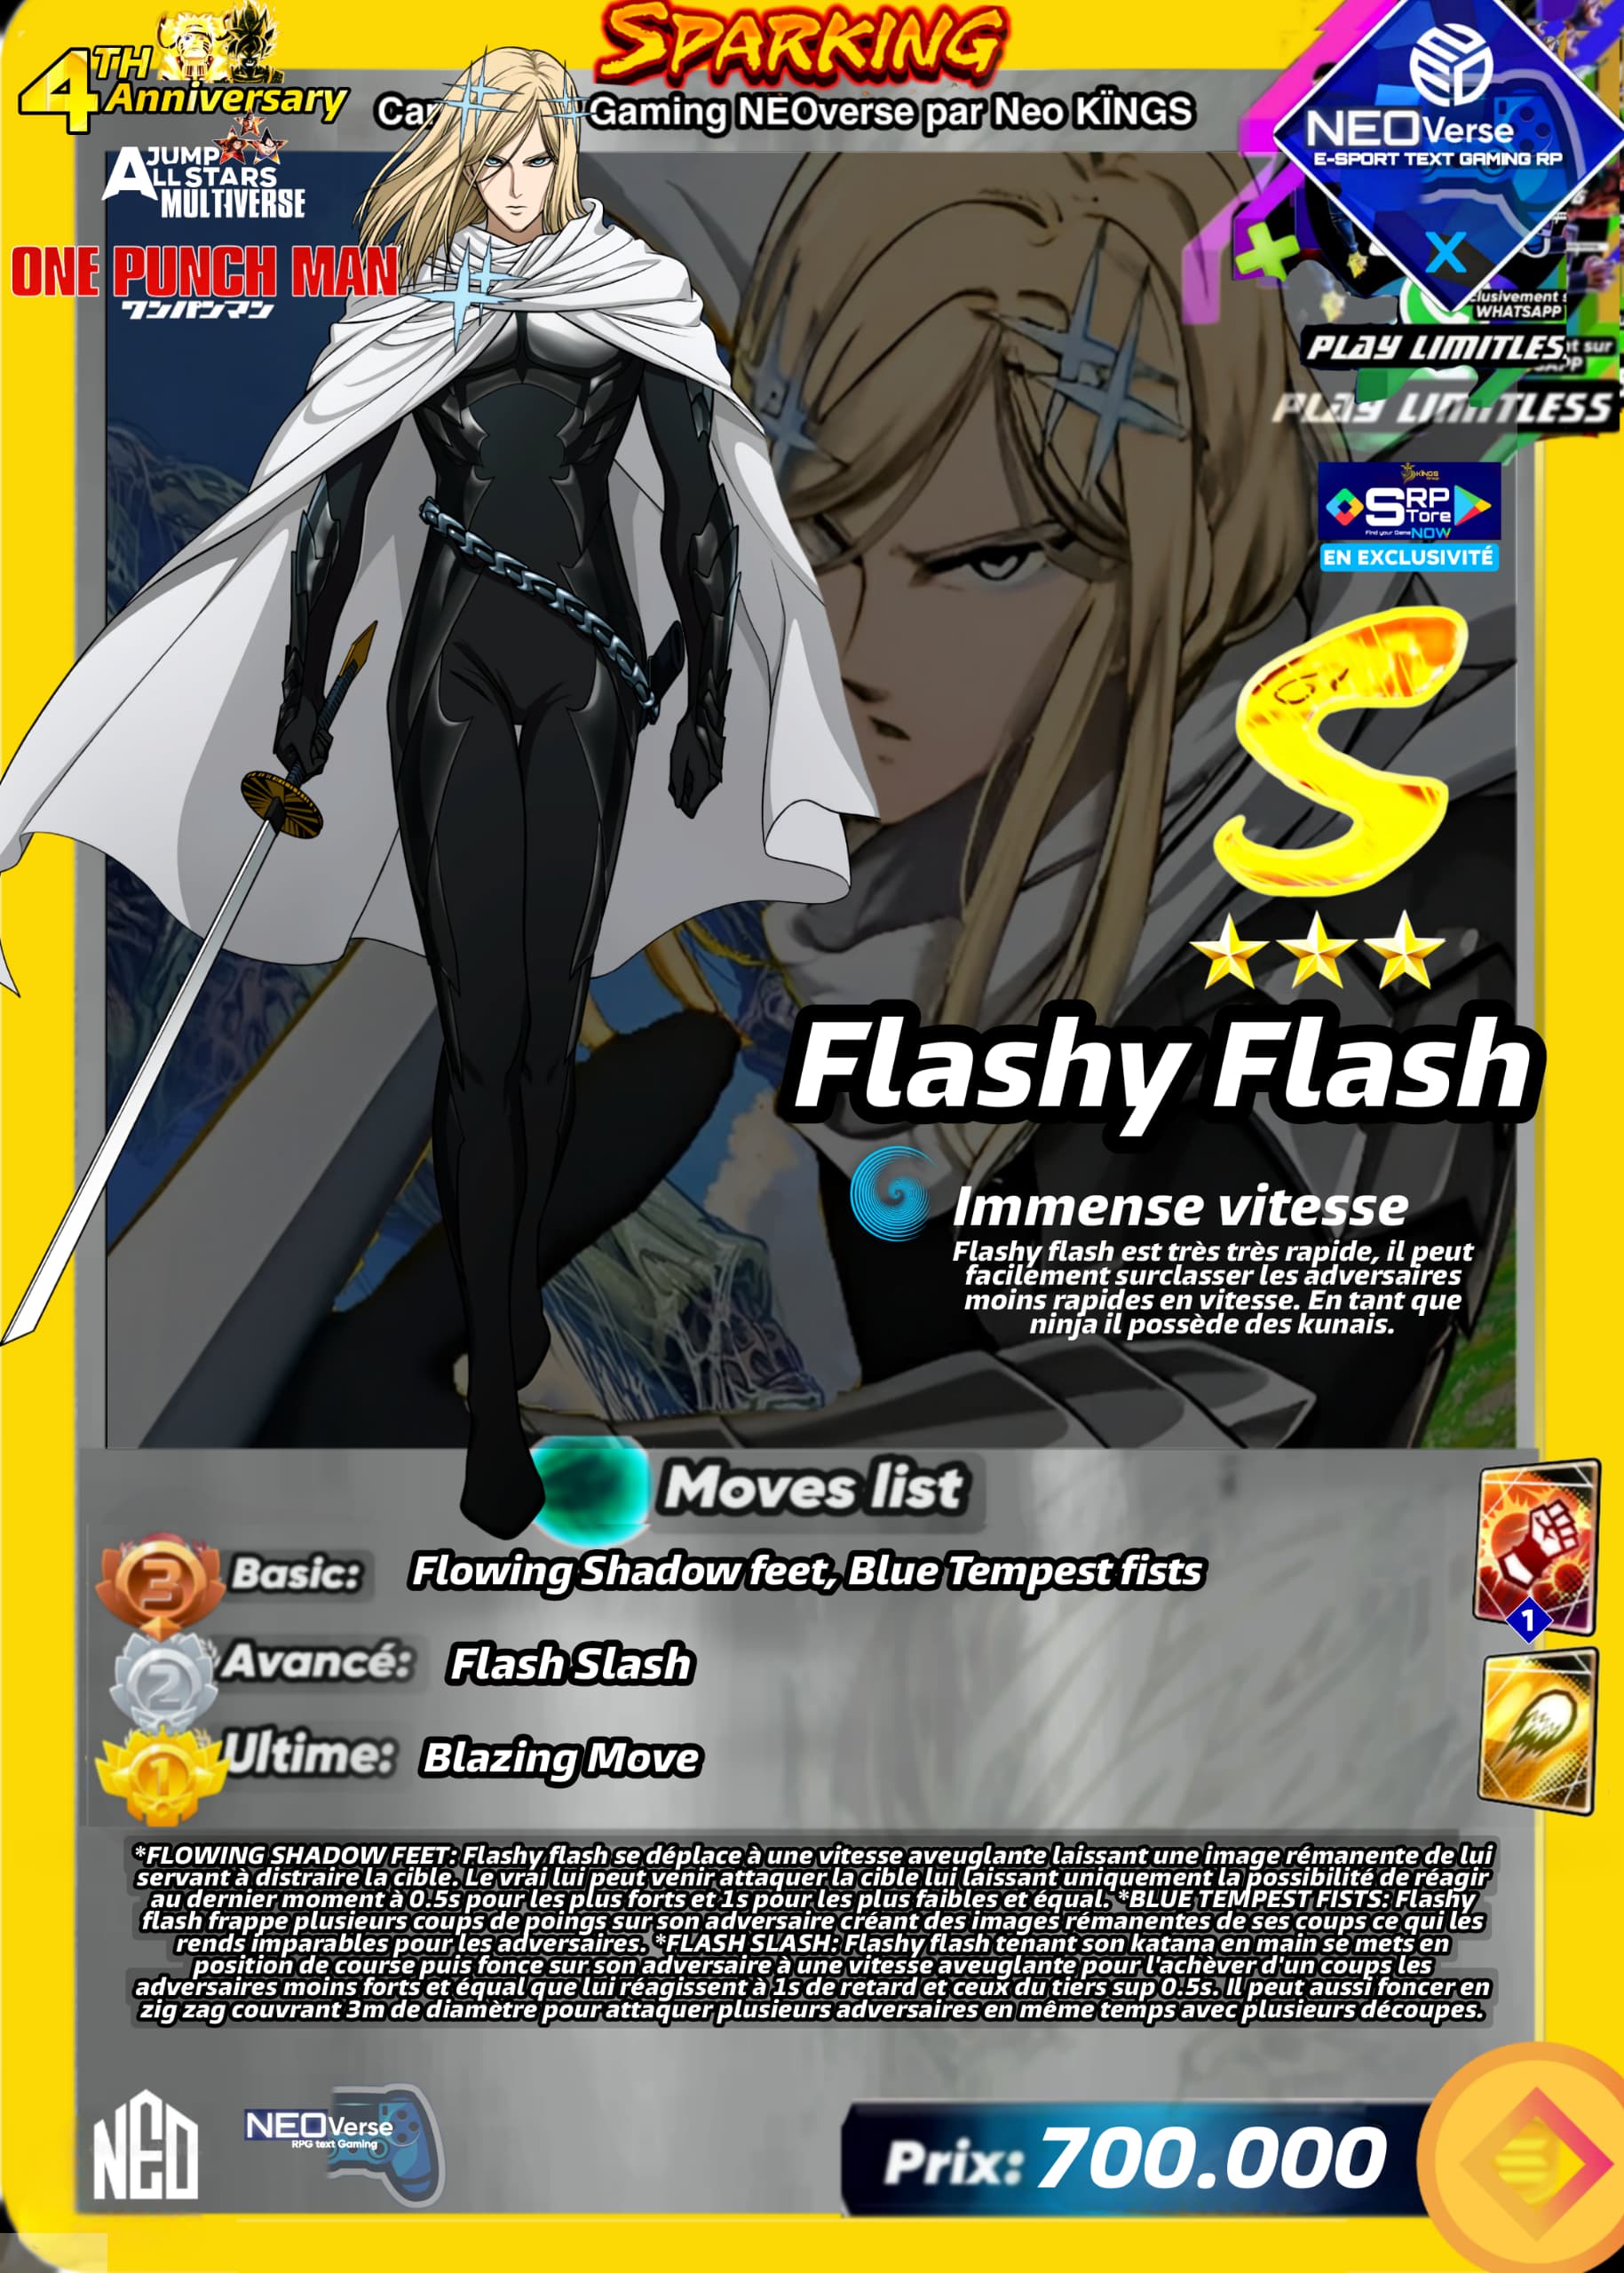 SPARKING
4TH
Anniversary
Gaming NEOverse par Neo KÏNGS
NEOVerse
E-SPORT TEXT GAMING RP
JUMP
ALL STARS
MULTIVERSE
ONE PUNCH MAN
ワンパンマン
WHATSAPP
PLAY LIMITLES
PLAY LIMITLESS
KiNGS
SRP
Tore
Find your Game NOW
EN EXCLUSIVITÉ
S
Flashy Flash
Immense vitesse
Flashy flash est très très rapide, il peut
facilement surclasser les adversaires
moins rapides en vitesse. En tant que
ninja il possède des kunais.
Moves list
3 Basic: Flowing Shadow feet, Blue Tempest fists
1
2 Avancé: Flash Slash
1 Ultime: Blazing Move
*FLOWING SHADOW FEET: Flashy flash se déplace à une vitesse aveuglante laissant une image rémanente de lui
servant à distraire la cible. Le vrai lui peut venir attaquer la cible lui laissant uniquement la possibilité de réagir
au dernier moment à 0.5s pour les plus forts et 1s pour les plus faibles et équal. *BLUE TEMPEST FISTS: Flashy
flash frappe plusieurs coups de poings sur son adversaire créant des images rémanentes de ses coups ce qui les
rends imparables pour les adversaires. *FLASH SLASH: Flashy flash tenant son katana en main se mets en
position de course puis fonce sur son adversaire à une vitesse aveuglante pour l'achèver d'un coups les
adversaires moins forts et équal que lui réagissent à 1s de retard et ceux du tiers sup 0.5s. Il peut aussi foncer en
zig zag couvrant 3m de diamètre pour attaquer plusieurs adversaires en même temps avec plusieurs découpes.
NEO
NEOVerse
RPG text Gaming
Prix: 700.000